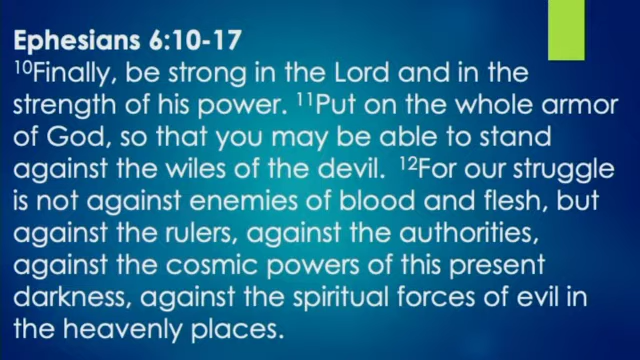 Ephesians 6:10-17
¹⁰Finally, be strong in the Lord and in the
strength of his power. ¹¹Put on the whole armor
of God, so that you may be able to stand
against the wiles of the devil. ¹²For our struggle
is not against enemies of blood and flesh, but
against the rulers, against the authorities,
against the cosmic powers of this present
darkness, against the spiritual forces of evil in
the heavenly places.